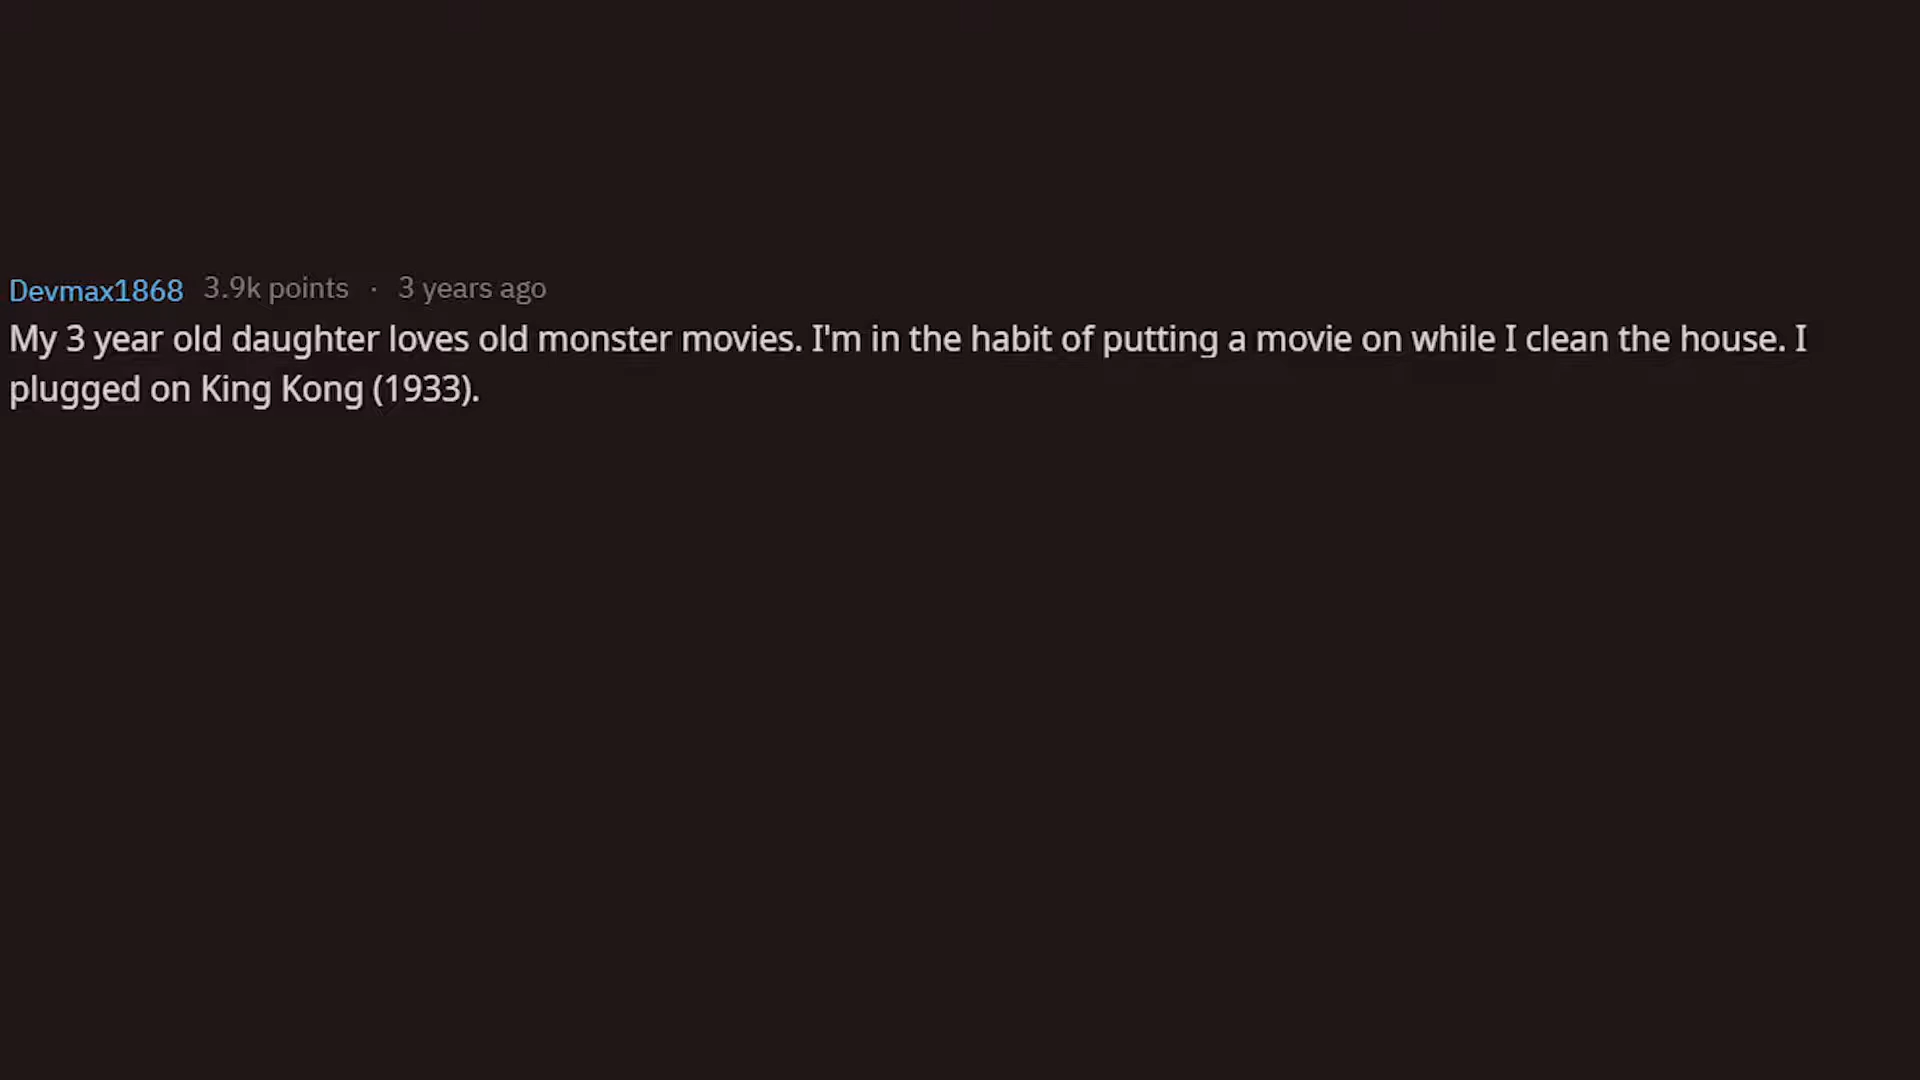 Devmax1868 3.9k points · 3 years ago
My 3 year old daughter loves old monster movies. I'm in the habit of putting a movie on while I clean the house. I
plugged on King Kong (1933).